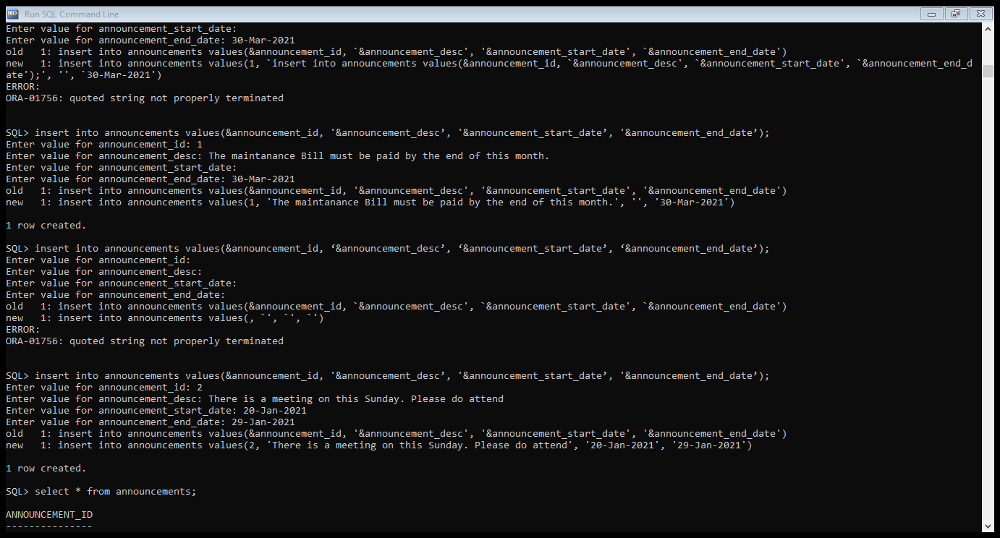 Run SQL Command Line
Enter value for announcement_start_date:
Enter value for announcement_end_date: 30-Mar-2021
old   1: insert into announcements values(&announcement_id, `&announcement_desc', '&announcement_start_date', `&announcement_end_date')
new   1: insert into announcements values(1, `insert into announcements values(&announcement_id, `&announcement_desc', `&announcement_start_date', `&announcement_end_d
ate');', '', `30-Mar-2021')
ERROR:
ORA-01756: quoted string not properly terminated
SQL> insert into announcements values(&announcement_id, '&announcement_desc’, '&announcement_start_date’, '&announcement_end_date’);
Enter value for announcement_id: 1
Enter value for announcement_desc: The maintanance Bill must be paid by the end of this month.
Enter value for announcement_start_date:
Enter value for announcement_end_date: 30-Mar-2021
old   1: insert into announcements values(&announcement_id, '&announcement_desc', '&announcement_start_date', '&announcement_end_date')
new   1: insert into announcements values(1, 'The maintanance Bill must be paid by the end of this month.', '', '30-Mar-2021')
1 row created.
SQL> insert into announcements values(&announcement_id, ‘&announcement_desc’, ‘&announcement_start_date’, ‘&announcement_end_date’);
Enter value for announcement_id:
Enter value for announcement_desc:
Enter value for announcement_start_date:
Enter value for announcement_end_date:
old   1: insert into announcements values(&announcement_id, `&announcement_desc', `&announcement_start_date', `&announcement_end_date')
new   1: insert into announcements values(, `', `', `')
ERROR:
ORA-01756: quoted string not properly terminated
SQL> insert into announcements values(&announcement_id, '&announcement_desc’, '&announcement_start_date’, '&announcement_end_date’);
Enter value for announcement_id: 2
Enter value for announcement_desc: There is a meeting on this Sunday. Please do attend
Enter value for announcement_start_date: 20-Jan-2021
Enter value for announcement_end_date: 29-Jan-2021
old   1: insert into announcements values(&announcement_id, '&announcement_desc', '&announcement_start_date', '&announcement_end_date')
new   1: insert into announcements values(2, 'There is a meeting on this Sunday. Please do attend', '20-Jan-2021', '29-Jan-2021')
1 row created.
SQL> select * from announcements;
ANNOUNCEMENT_ID
---------------